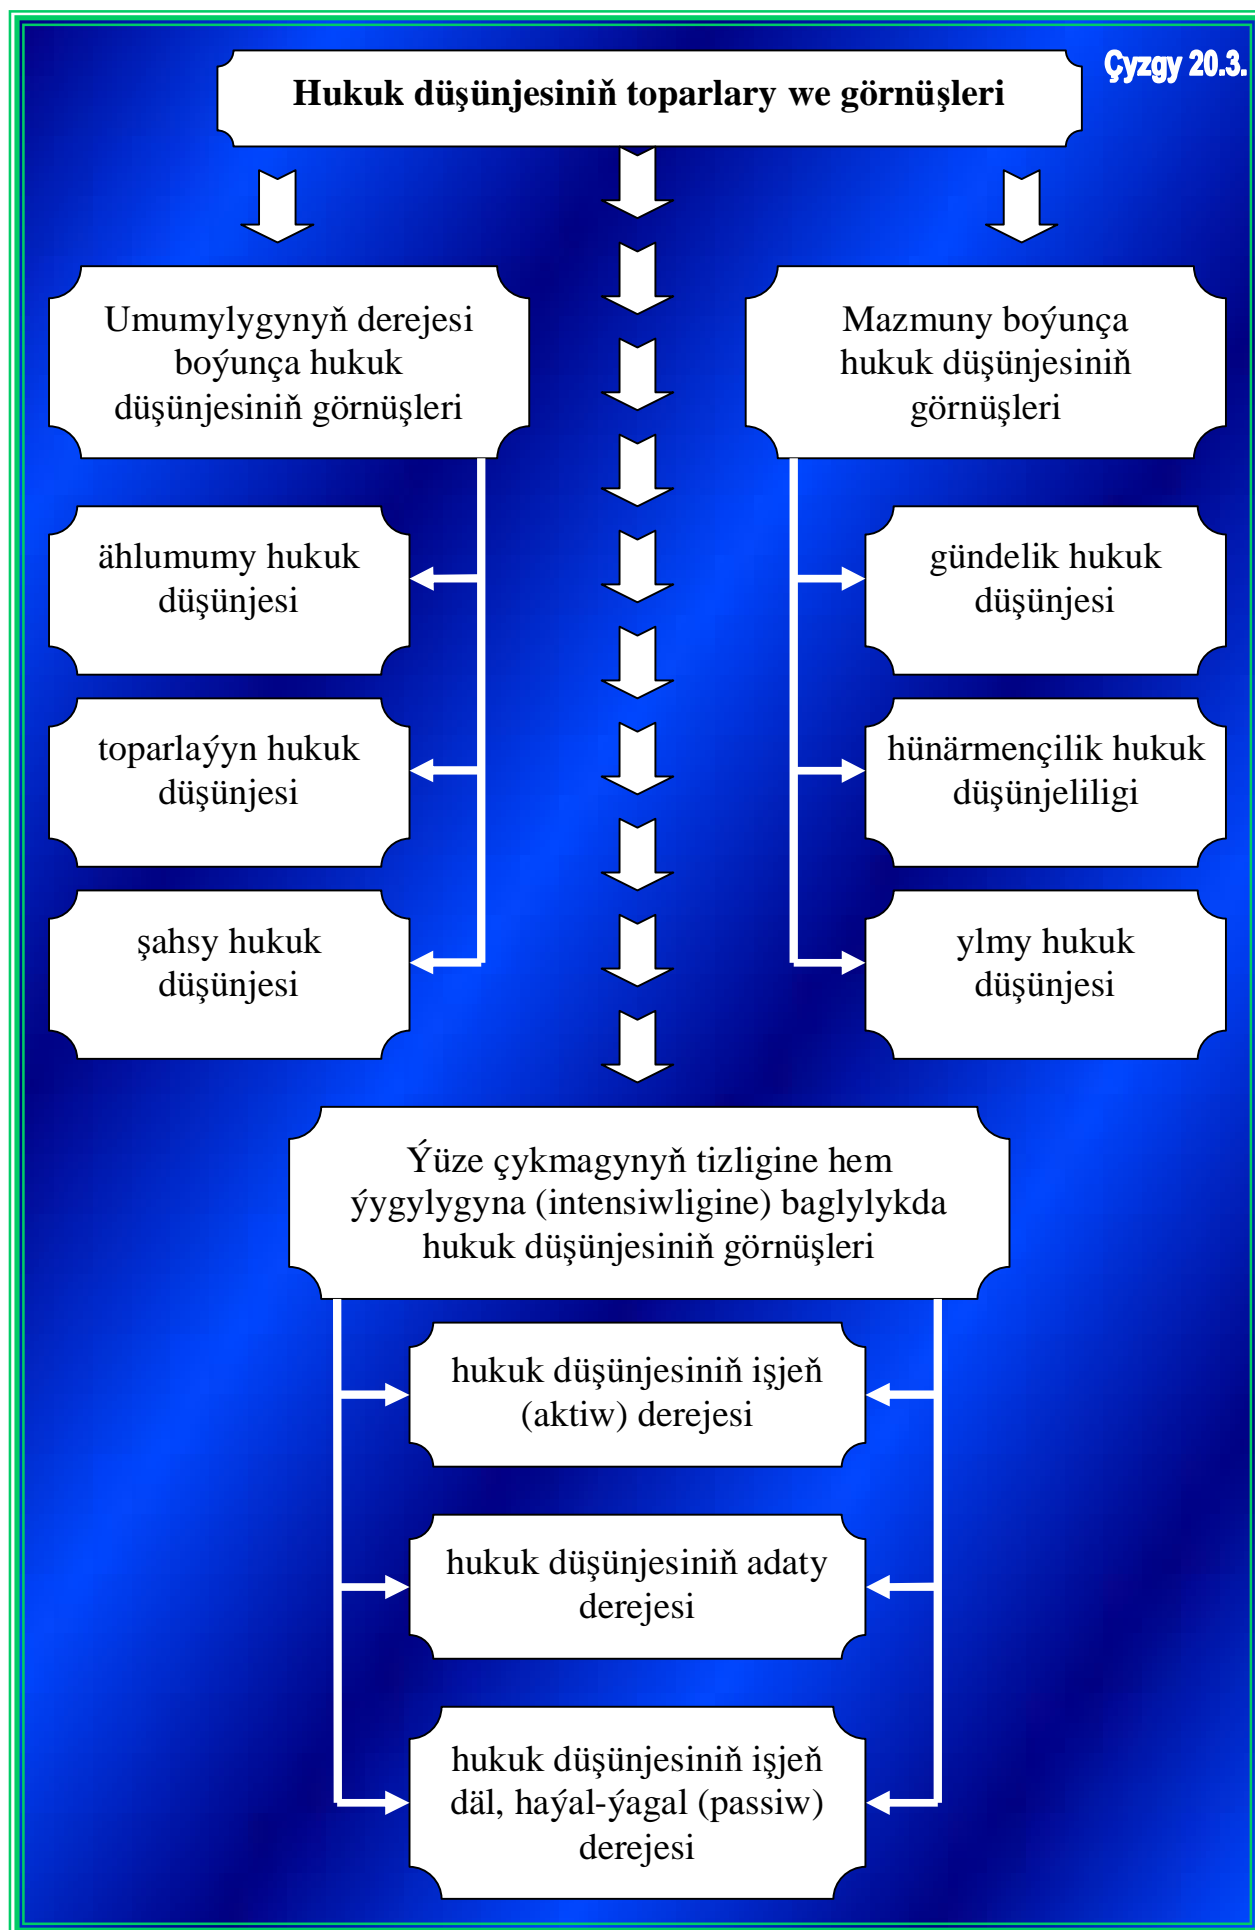 Çyzgy 20.3.
Hukuk düşünjesiniň toparlary we görnüşleri
Umumylygynyň derejesi
boýunça hukuk
düşünjesiniň görnüşleri
Mazmuny boýunça
hukuk düşünjesiniň
görnüşleri
ählumumy hukuk
düşünjesi
gündelik hukuk
düşünjesi
toparlaýyn hukuk
düşünjesi
hünärmençilik hukuk
düşünjeliligi
şahsy hukuk
düşünjesi
ylmy hukuk
düşünjesi
Ýüze çykmagynyň tizligine hem
ýygylygyna (intensiwligine) baglylykda
hukuk düşünjesiniň görnüşleri
hukuk düşünjesiniň işjeň
(aktiw) derejesi
hukuk düşünjesiniň adaty
derejesi
hukuk düşünjesiniň işjeň
däl, haýal-ýagal (passiw)
derejesi